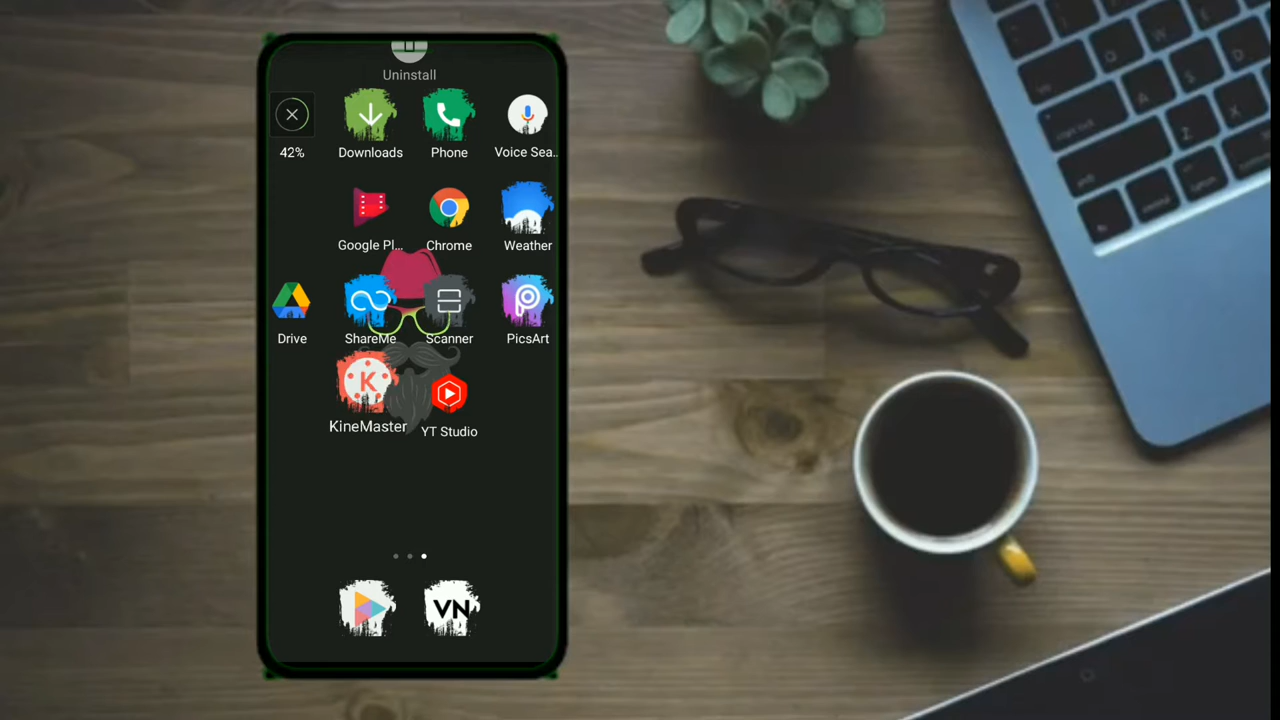 Uninstall
42%
Downloads
Phone
Voice Sea..
Google Pl...
Chrome
Weather
Drive
ShareMe
Scanner
PicsArt
K
KineMaster
YT Studio
VN